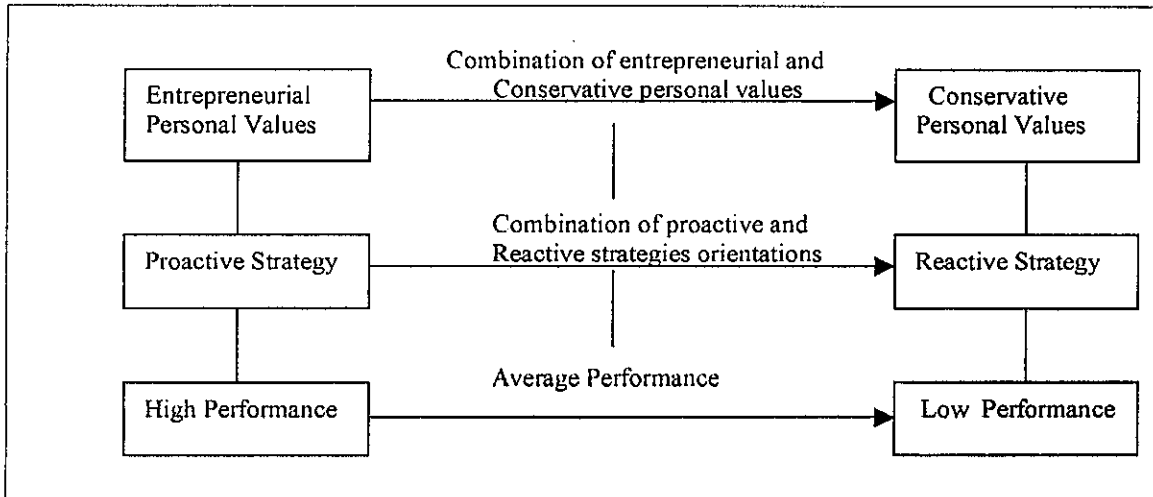 Combination of entrepreneurial and
Conservative personal values
Entrepreneurial
Personal Values
Conservative
Personal Values
Combination of proactive and
Reactive strategies orientations
Proactive Strategy
Reactive Strategy
Average Performance
High Performance
Low Performance